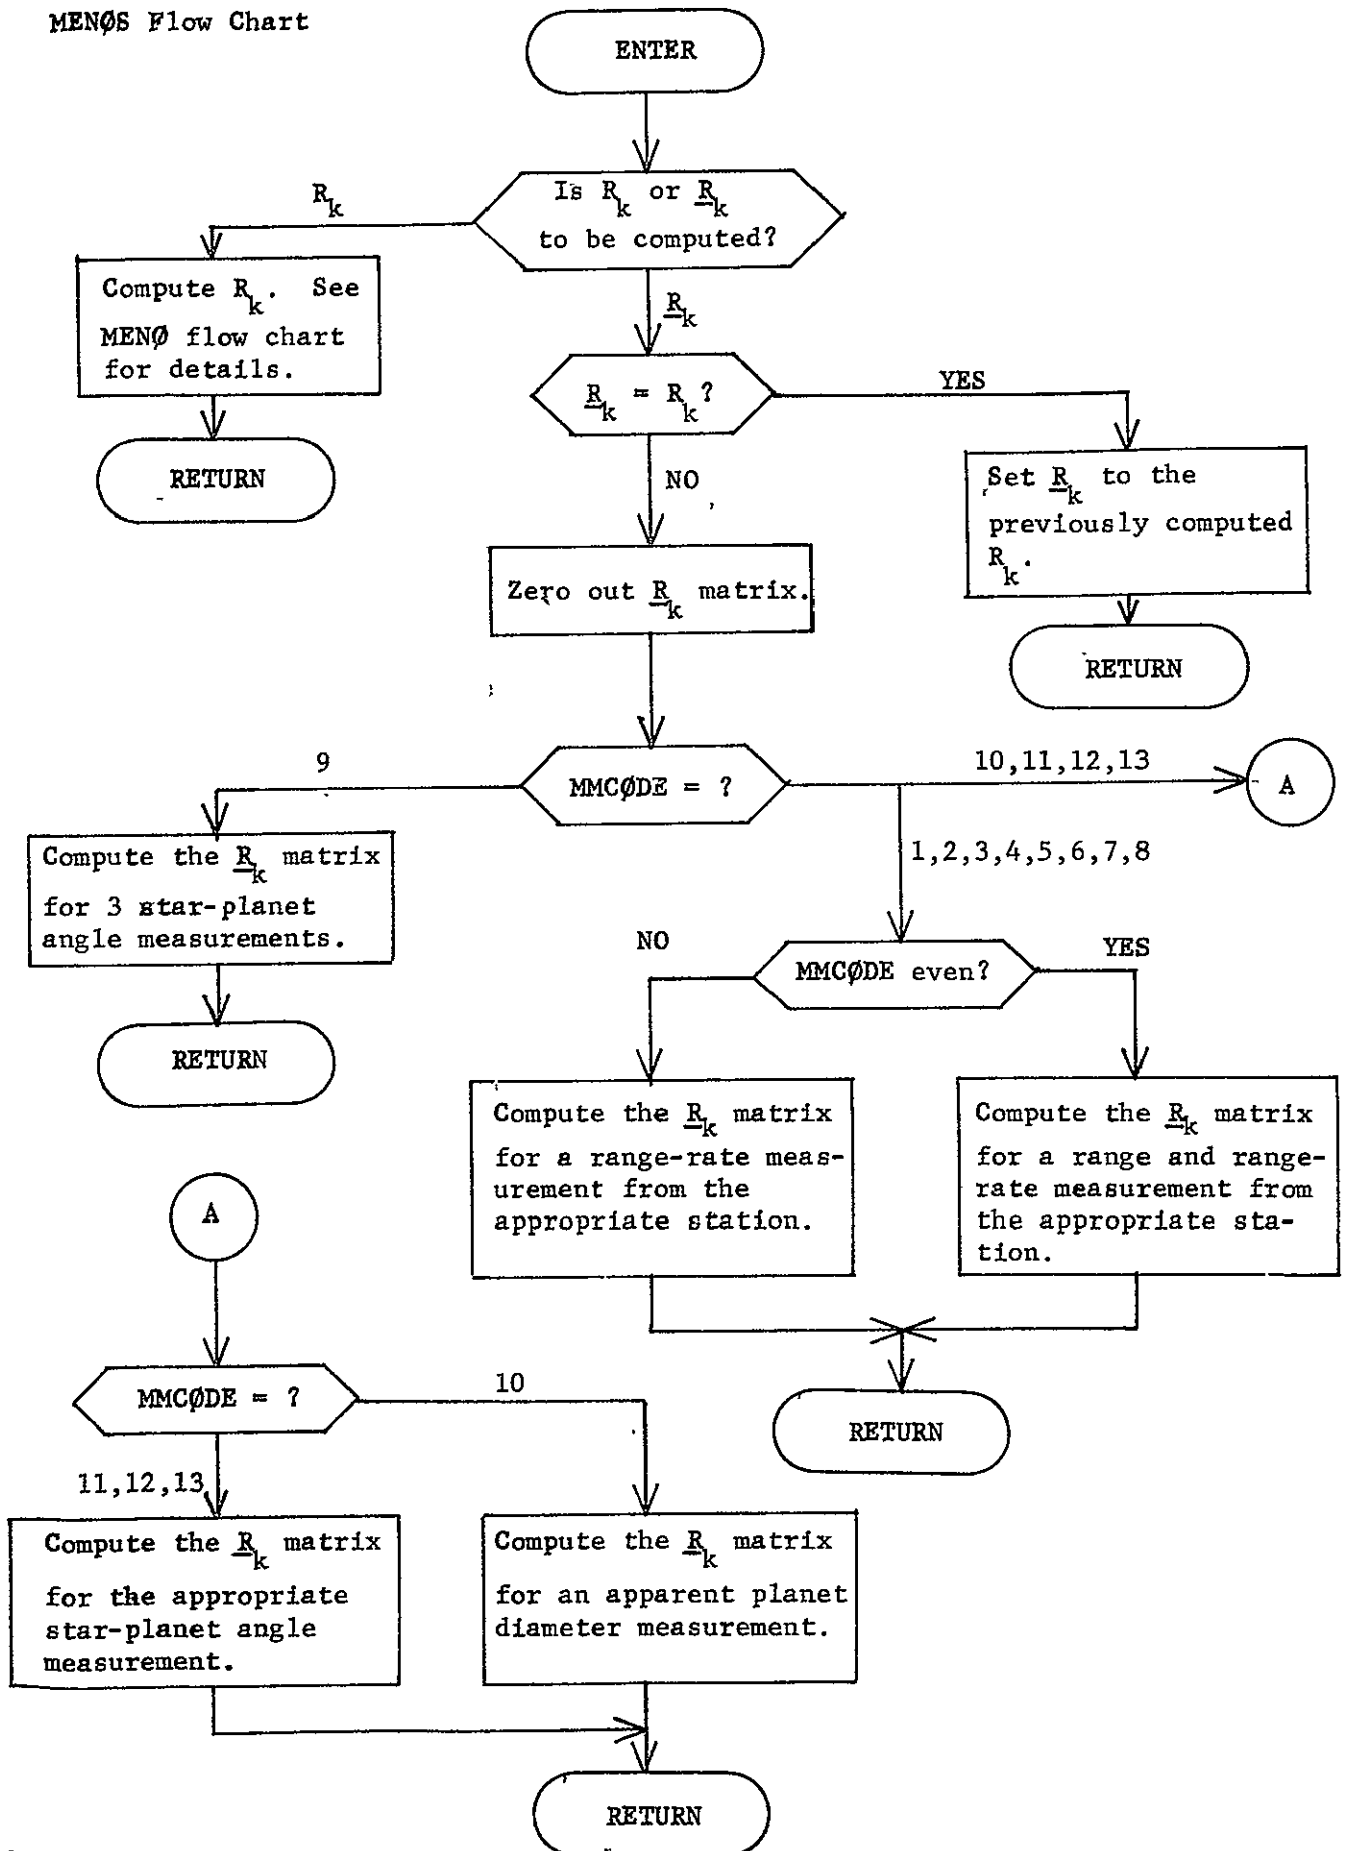 MENØS Flow Chart
ENTER
Is R_k or R̲_k
to be computed?
R_k
Compute R_k. See
MENØ flow chart
for details.
RETURN
R̲_k
R̲_k = R_k?
YES
Set R̲_k to the
previously computed
R_k.
RETURN
NO
Zero out R̲_k matrix.
MMCØDE = ?
9
Compute the R̲_k matrix
for 3 star-planet
angle measurements.
RETURN
10,11,12,13
A
1,2,3,4,5,6,7,8
MMCØDE even?
NO
YES
Compute the R̲_k matrix
for a range-rate meas-
urement from the
appropriate station.
Compute the R̲_k matrix
for a range and range-
rate measurement from
the appropriate sta-
tion.
RETURN
A
MMCØDE = ?
10
11,12,13
Compute the R̲_k matrix
for the appropriate
star-planet angle
measurement.
Compute the R̲_k matrix
for an apparent planet
diameter measurement.
RETURN